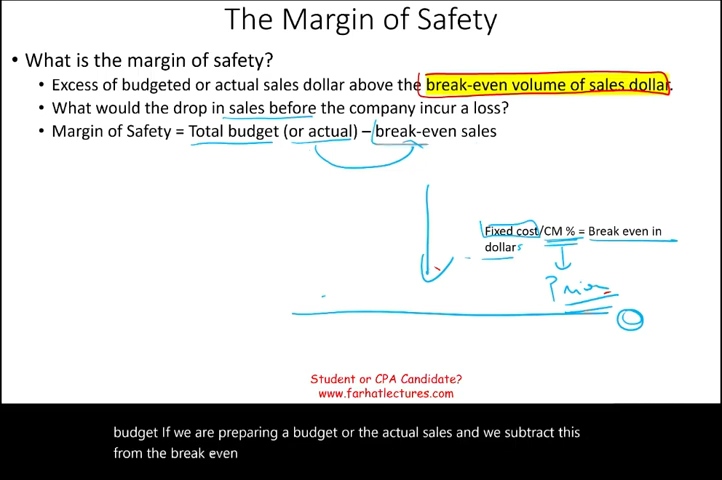 The Margin of Safety
• What is the margin of safety?
• Excess of budgeted or actual sales dollar above the break-even volume of sales dollar.
• What would the drop in sales before the company incur a loss?
• Margin of Safety = Total budget (or actual) – break-even sales
Fixed cost/CM % = Break even in
dollars
Prior
Student or CPA Candidate?
www.farhatlectures.com
budget If we are preparing a budget or the actual sales and we subtract this
from the break even